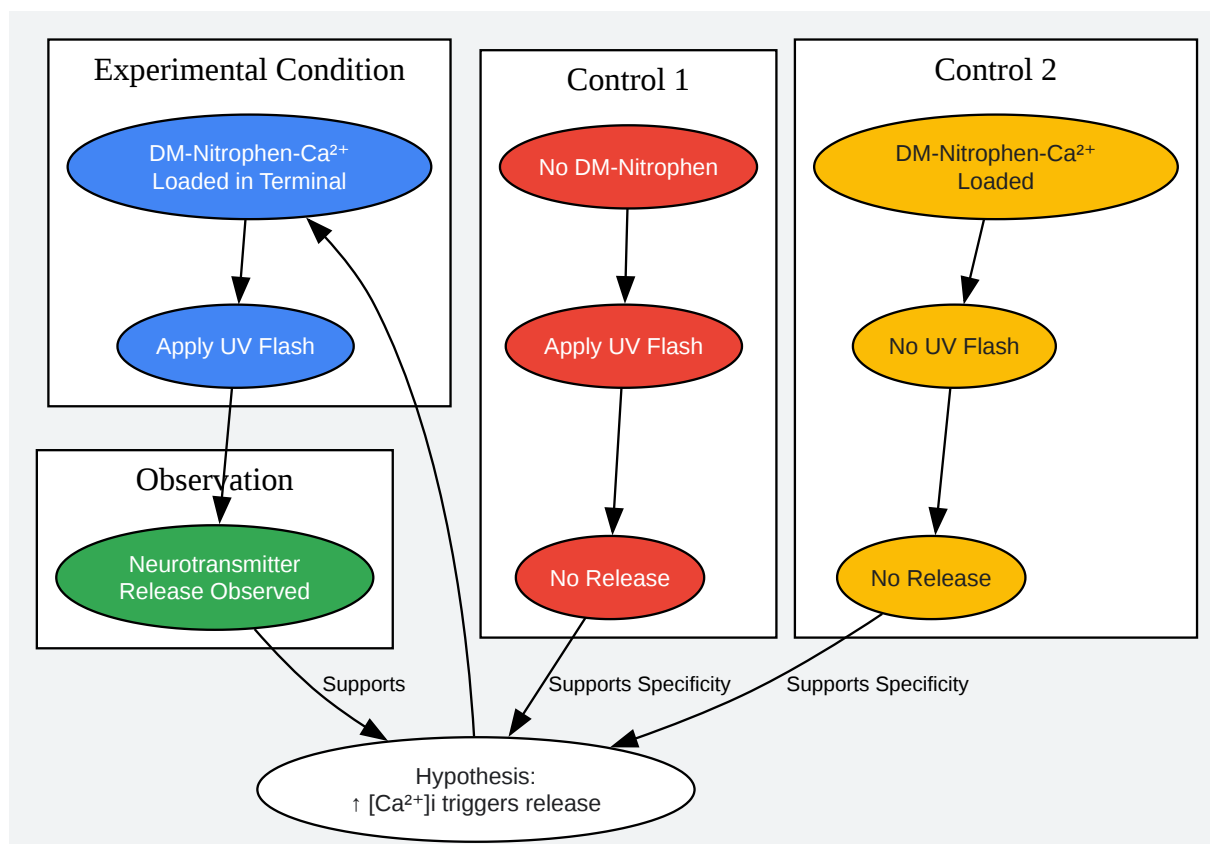 Experimental Condition
DM-Nitrophen-Ca²⁺
Loaded in Terminal
Apply UV Flash
Observation
Neurotransmitter
Release Observed
Supports
Control 1
No DM-Nitrophen
Apply UV Flash
No Release
Supports Specificity
Control 2
DM-Nitrophen-Ca²⁺
Loaded
No UV Flash
No Release
Supports Specificity
Hypothesis:
↑ [Ca²⁺]i triggers release